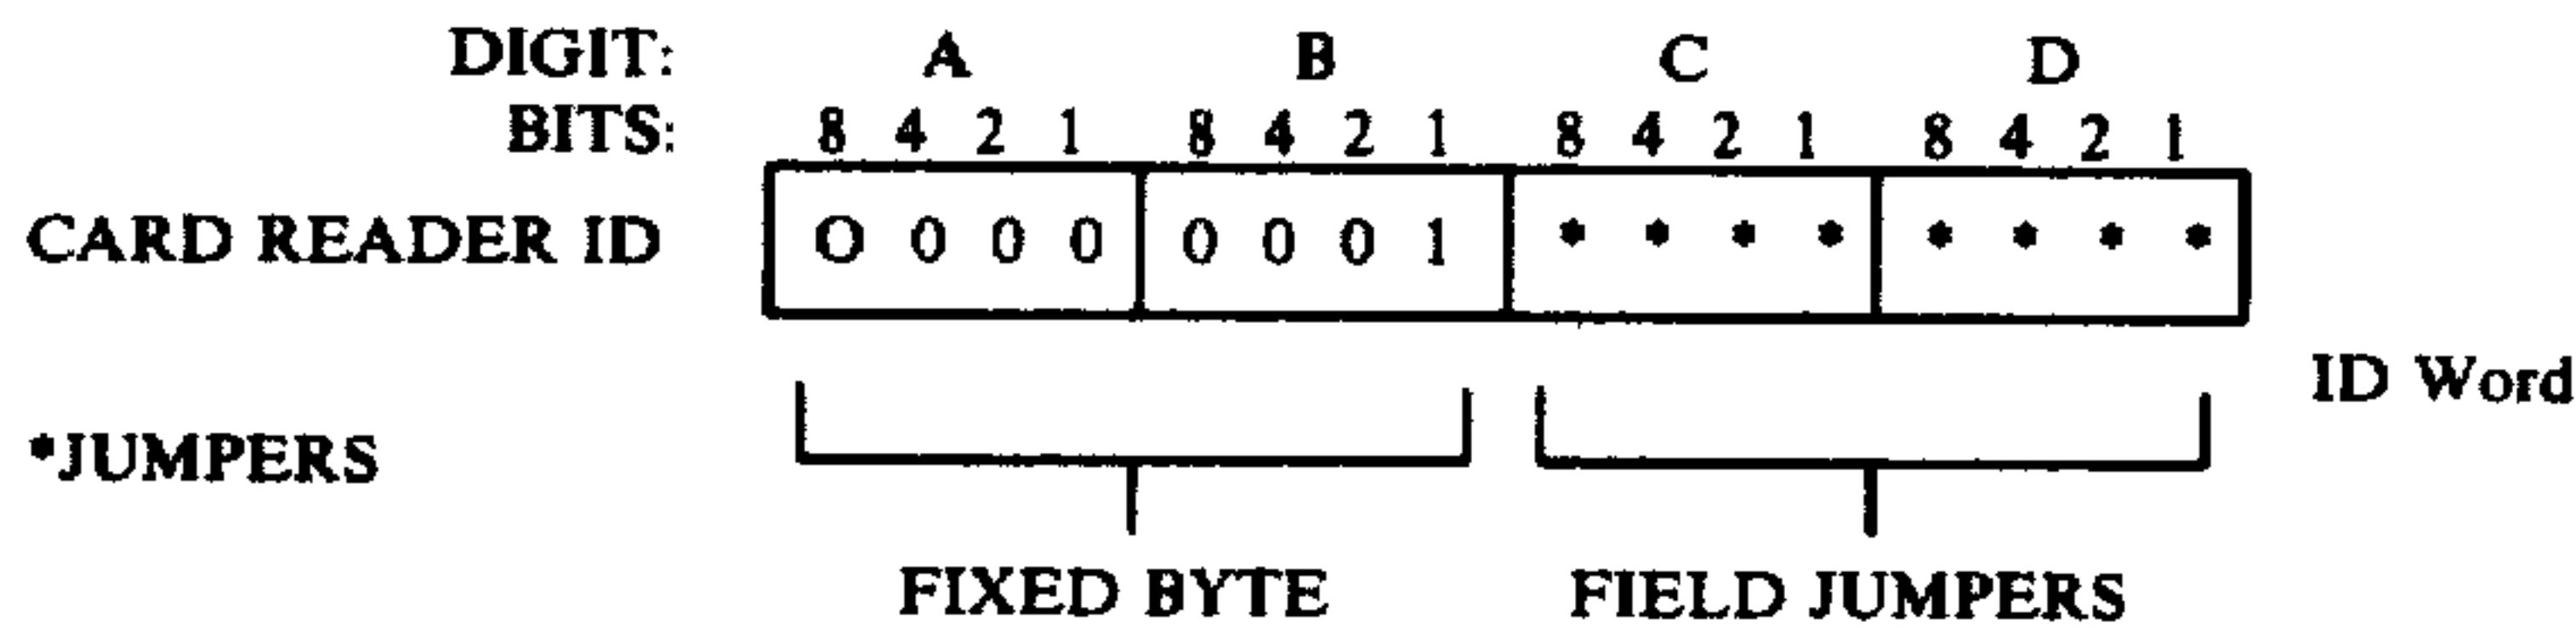 DIGIT: A B C D
BITS: 8 4 2 1 8 4 2 1 8 4 2 1 8 4 2 1
CARD READER ID O 0 0 0 0 0 0 1 * * * * * * * *
ID Word
*JUMPERS
FIXED BYTE FIELD JUMPERS